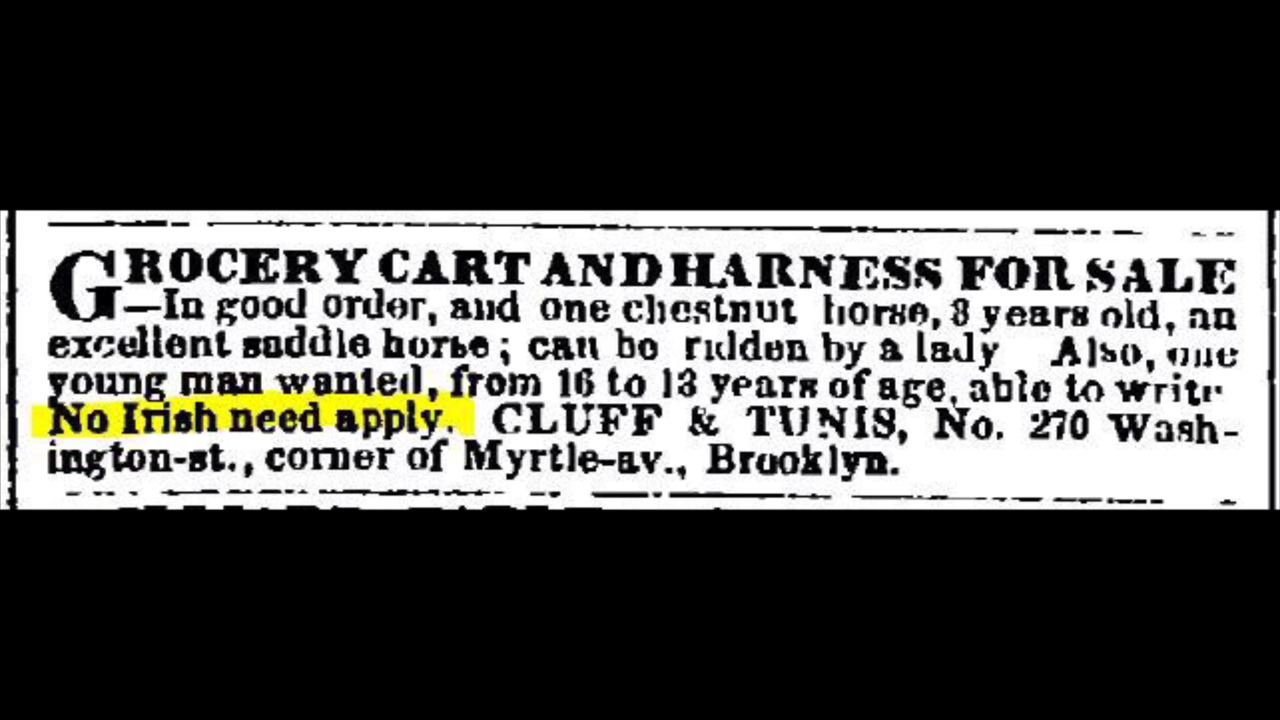 GROCERY CART AND HARNESS FOR SALE
—In good order, and one chestnut horse, 8 years old, an
excellent saddle horse; can be ridden by a lady Also, one
young man wanted, from 16 to 18 years of age, able to write
No Irish need apply. CLUFF & TUNIS, No. 270 Wash-
ington-st., corner of Myrtle-av., Brooklyn.